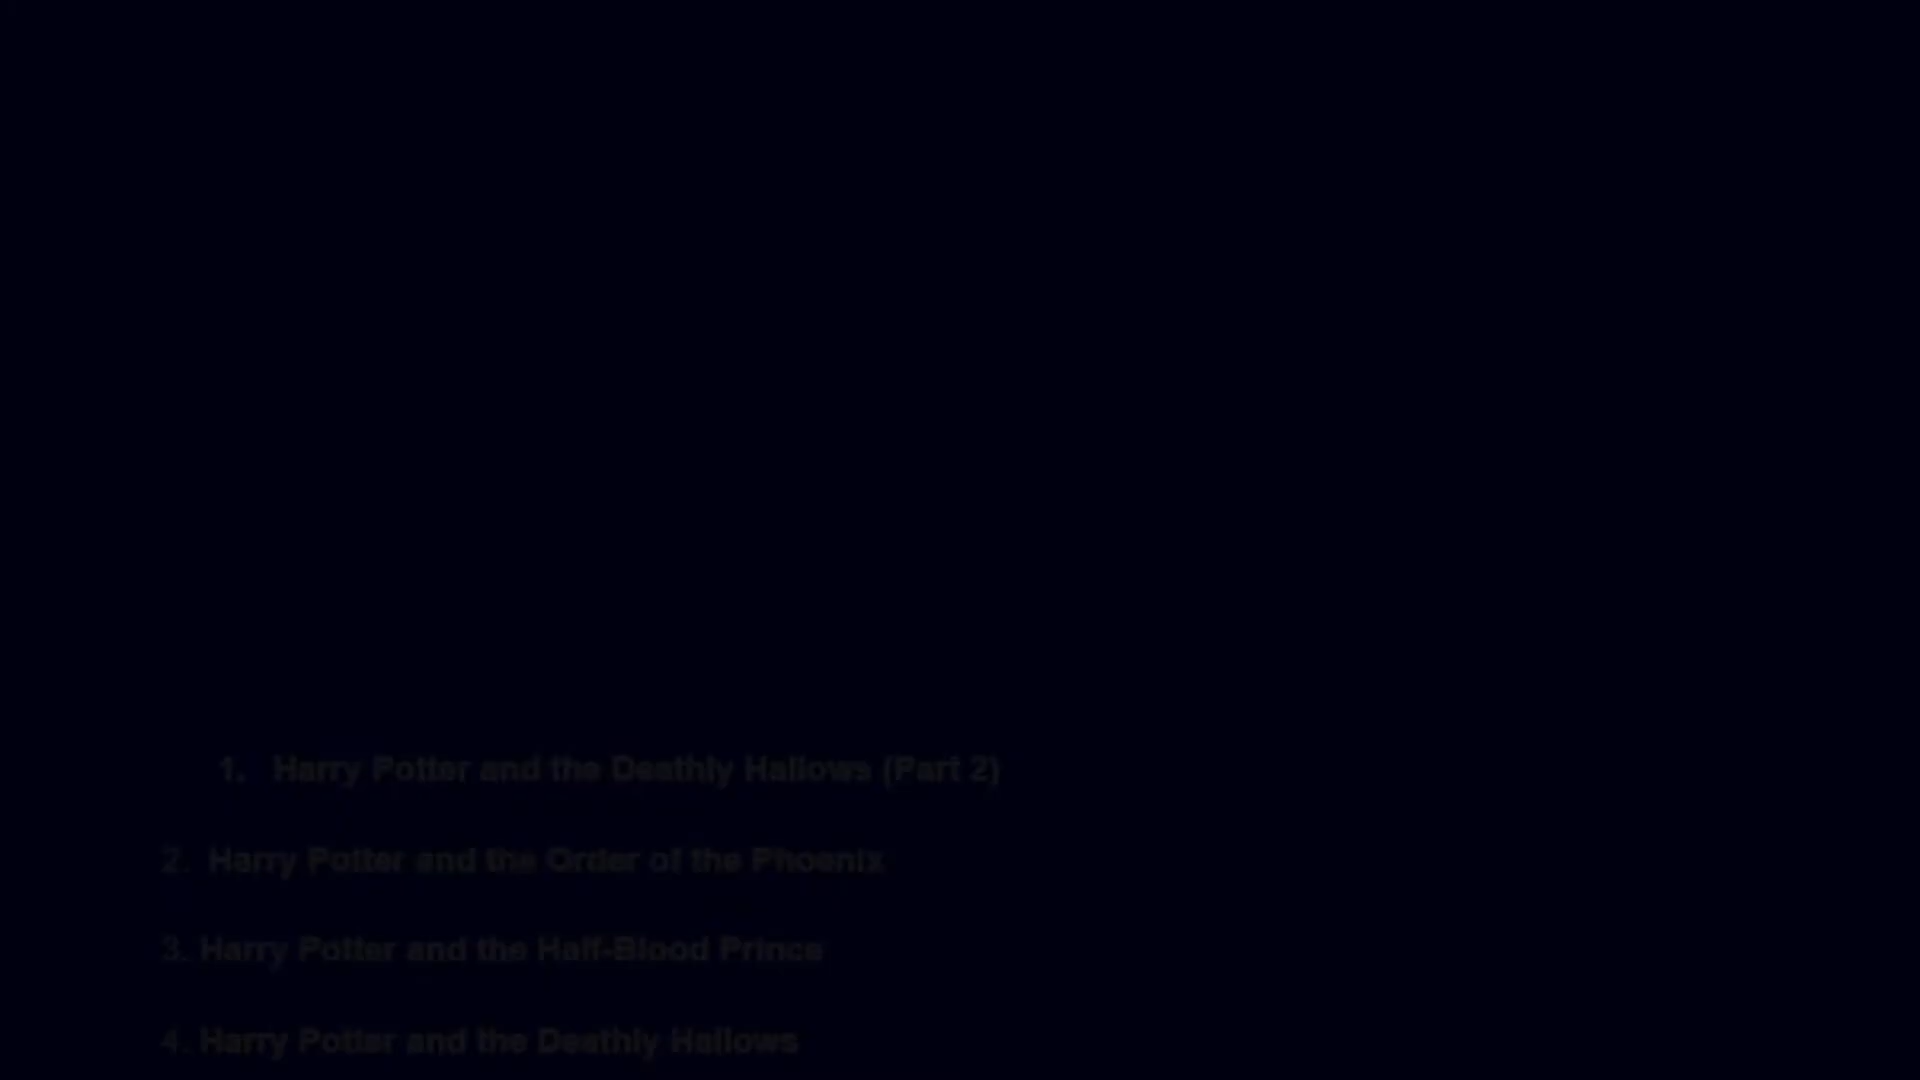 1. Harry Potter and the Deathly Hallows (Part 2)
2. Harry Potter and the Order of the Phoenix
3. Harry Potter and the Half-Blood Prince
4. Harry Potter and the Deathly Hallows